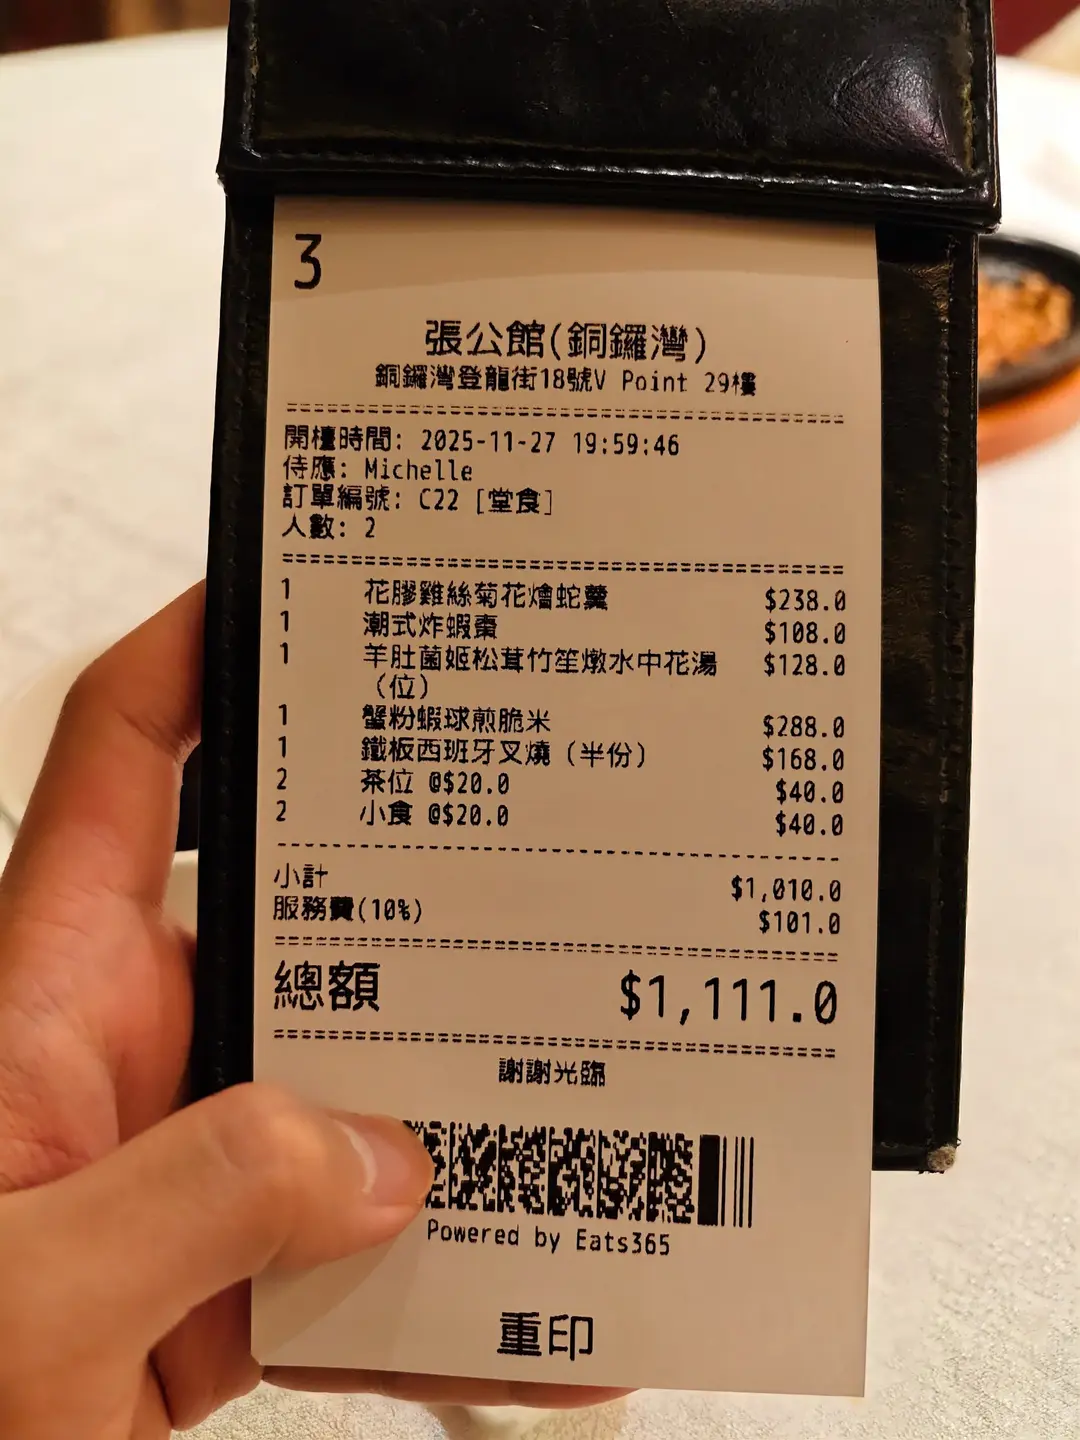 3
張公館(銅鑼灣)
銅鑼灣登龍街18號V Point 29樓
開檯時間: 2025-11-27 19:59:46
侍應: Michelle
訂單編號: C22 [堂食]
人數: 2
1 花膠雞絲菊花燴蛇羹 $238.0
1 潮式炸蝦棗 $108.0
1 羊肚菌姬松茸竹笙燉水中花湯 $128.0
(位)
1 蟹粉蝦球煎脆米 $288.0
1 鐵板西班牙叉燒 (半份) $168.0
2 茶位 @$20.0 $40.0
2 小食 @$20.0 $40.0
小計 $1,010.0
服務費(10%) $101.0
總額 $1,111.0
謝謝光臨
Powered by Eats365
重印